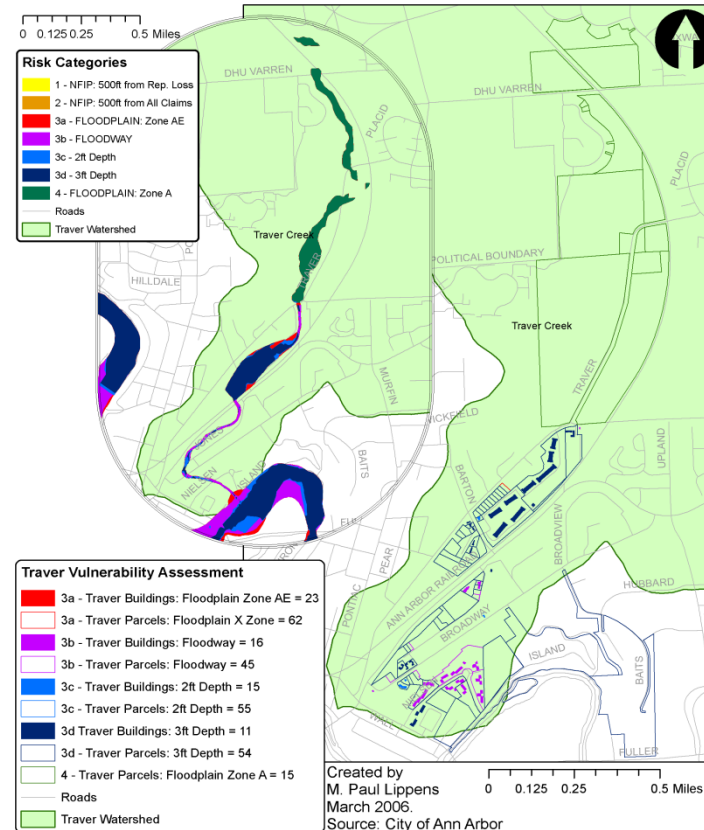 0 0.125 0.25 0.5 Miles
Risk Categories
1 - NFIP: 500ft from Rep. Loss
2 - NFIP: 500ft from All Claims
3a - FLOODPLAIN: Zone AE
3b - FLOODWAY
3c - 2ft Depth
3d - 3ft Depth
4 - FLOODPLAIN: Zone A
Roads
Traver Watershed
DHU VARREN
PLACID
Traver Creek
TRAVER
HILLDALE
MURFIN
JONES
NIELSEN
ISLAND
BAITS
DHU VARREN
PLACID
POLITICAL BOUNDARY
Traver Creek
TRAVER
BARTON
UPLAND
BROADVIEW
PEAR
PONTIAC
ANN ARBOR RAILROAD
BROADWAY
HUBBARD
ISLAND
BAITS
WALL
FULLER
Traver Vulnerability Assessment
3a - Traver Buildings: Floodplain Zone AE = 23
3a - Traver Parcels: Floodplain X Zone = 62
3b - Traver Buildings: Floodway = 16
3b - Traver Parcels: Floodway = 45
3c - Traver Buildings: 2ft Depth = 15
3c - Traver Parcels: 2ft Depth = 55
3d Traver Buildings: 3ft Depth = 11
3d - Traver Parcels: 3ft Depth = 54
4 - Traver Parcels: Floodplain Zone A = 15
Roads
Traver Watershed
Created by
M. Paul Lippens
March 2006.
Source: City of Ann Arbor
0 0.125 0.25 0.5 Miles